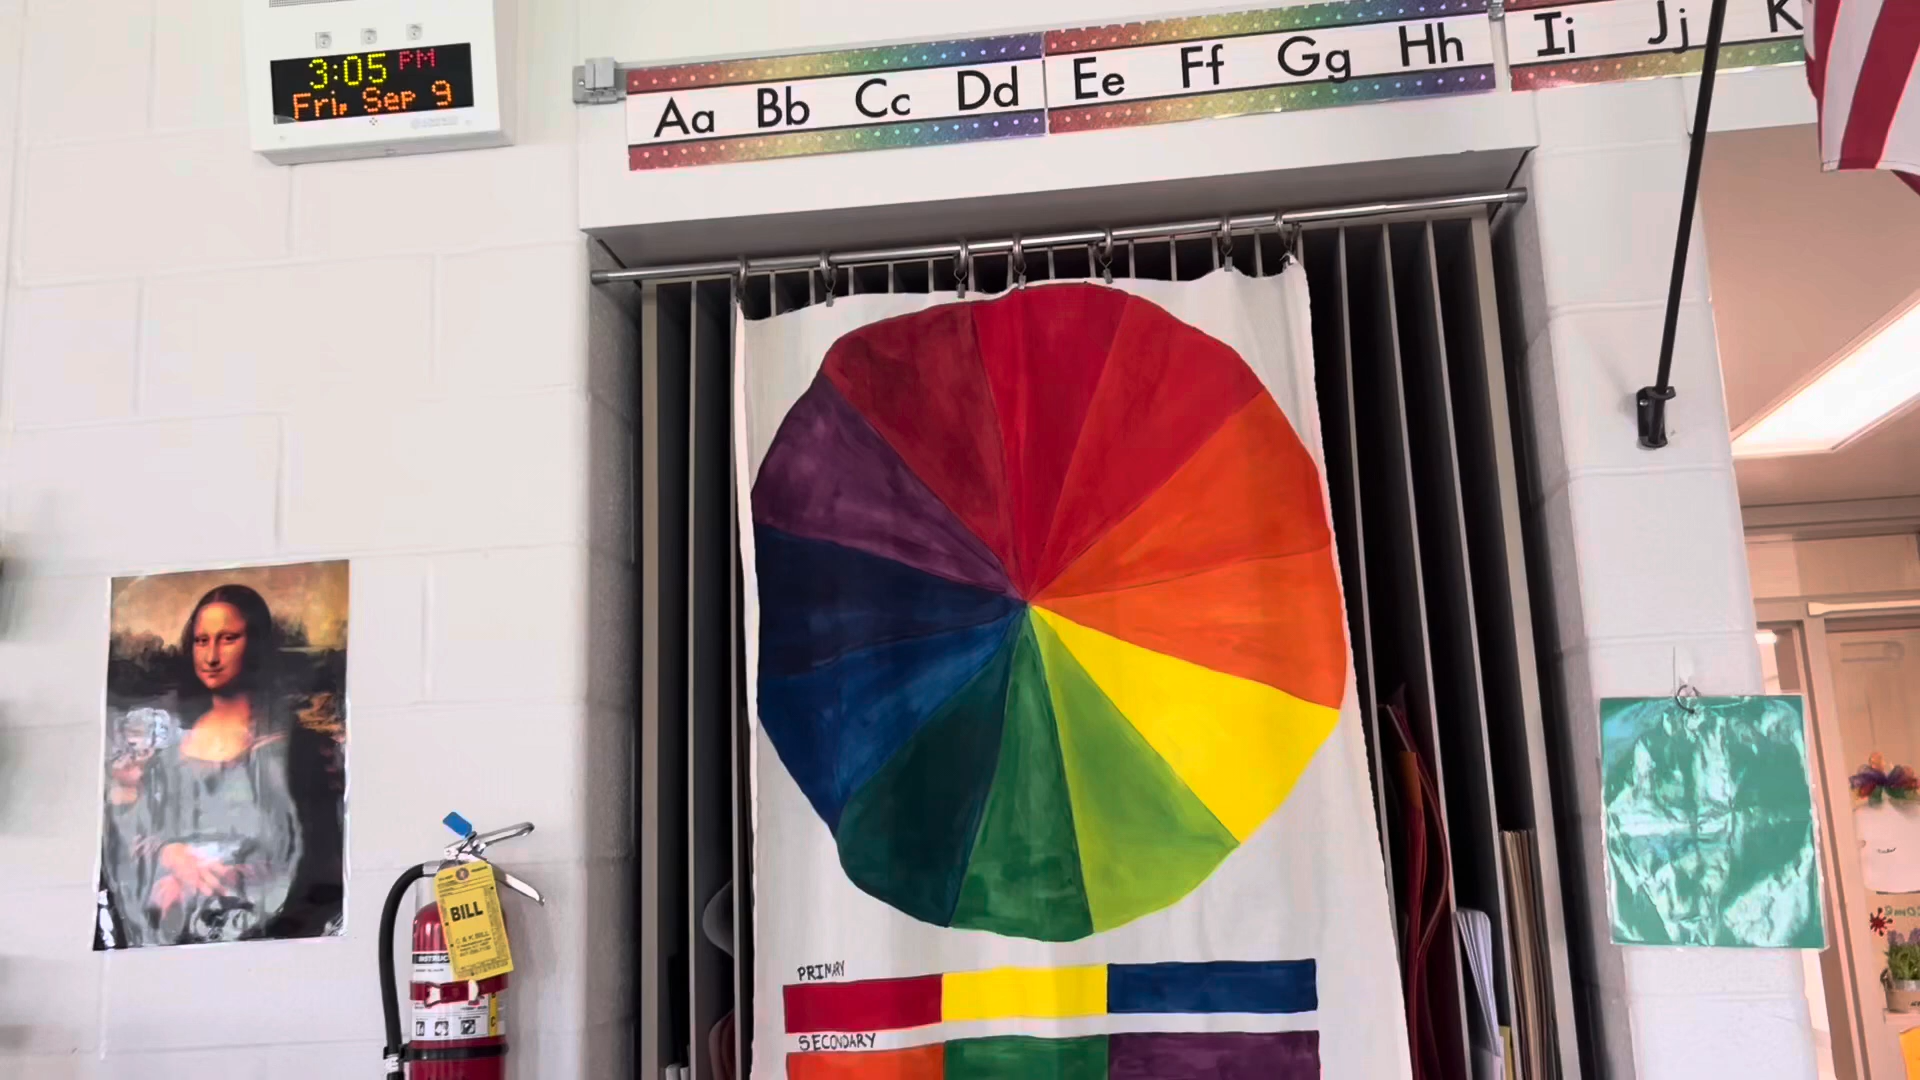 3:05 PM
Fri, Sep 9
Aa Bb Cc Dd Ee Ff Gg Hh Ii Jj K
BILL
INSTRUC
PRIMARY
SECONDARY